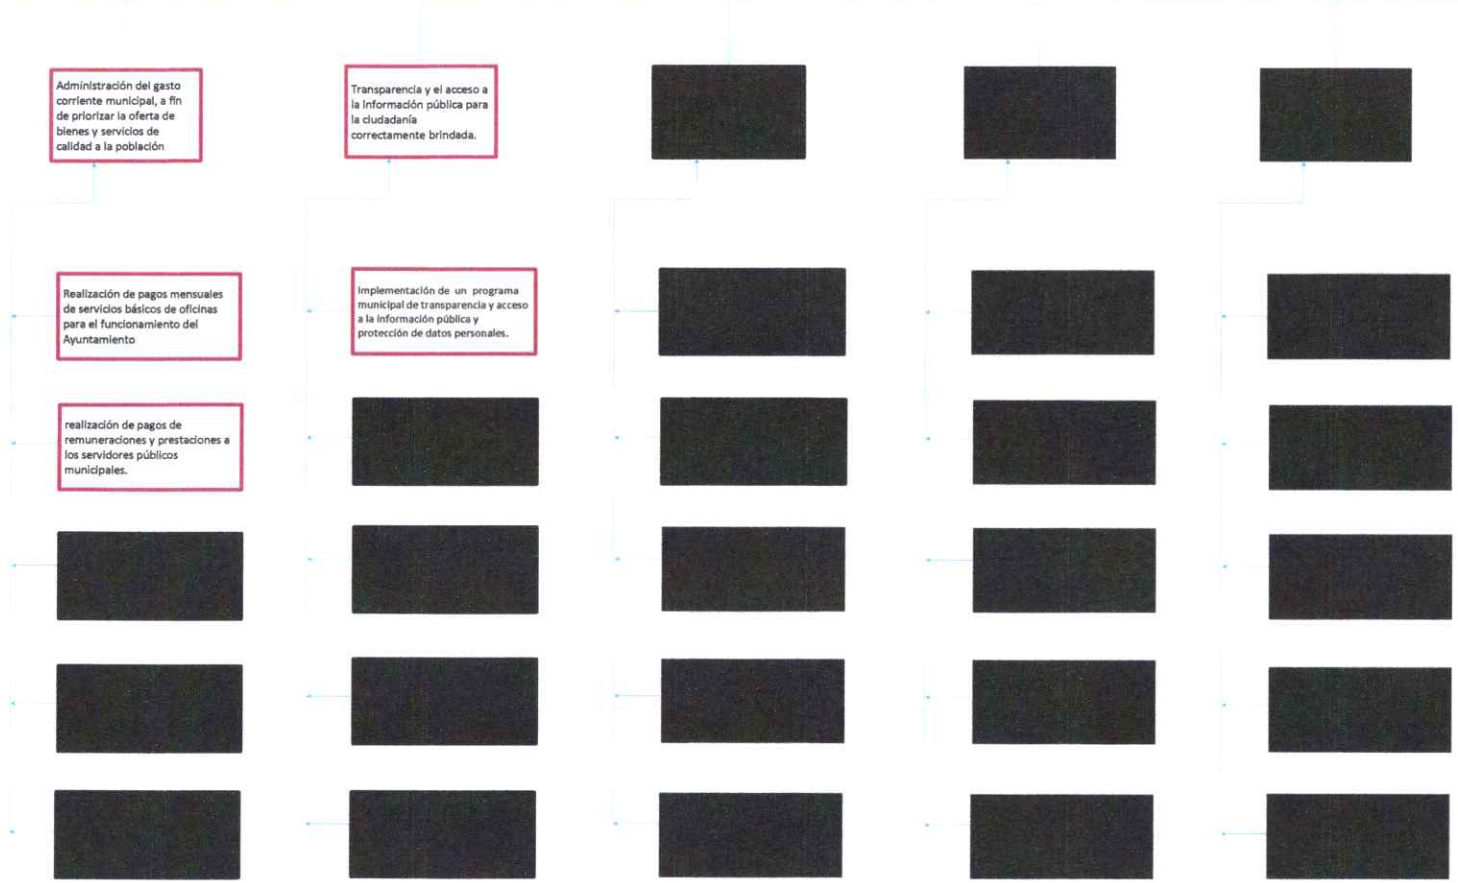 Administración del gasto
corriente municipal, a fin
de priorizar la oferta de
bienes y servicios de
calidad a la población
Transparencia y el acceso a
la información pública para
la ciudadanía
correctamente brindada.
Realización de pagos mensuales
de servicios básicos de oficinas
para el funcionamiento del
Ayuntamiento
Implementación de un programa
municipal de transparencia y acceso
a la información pública y
protección de datos personales.
realización de pagos de
remuneraciones y prestaciones a
los servidores públicos
municipales.